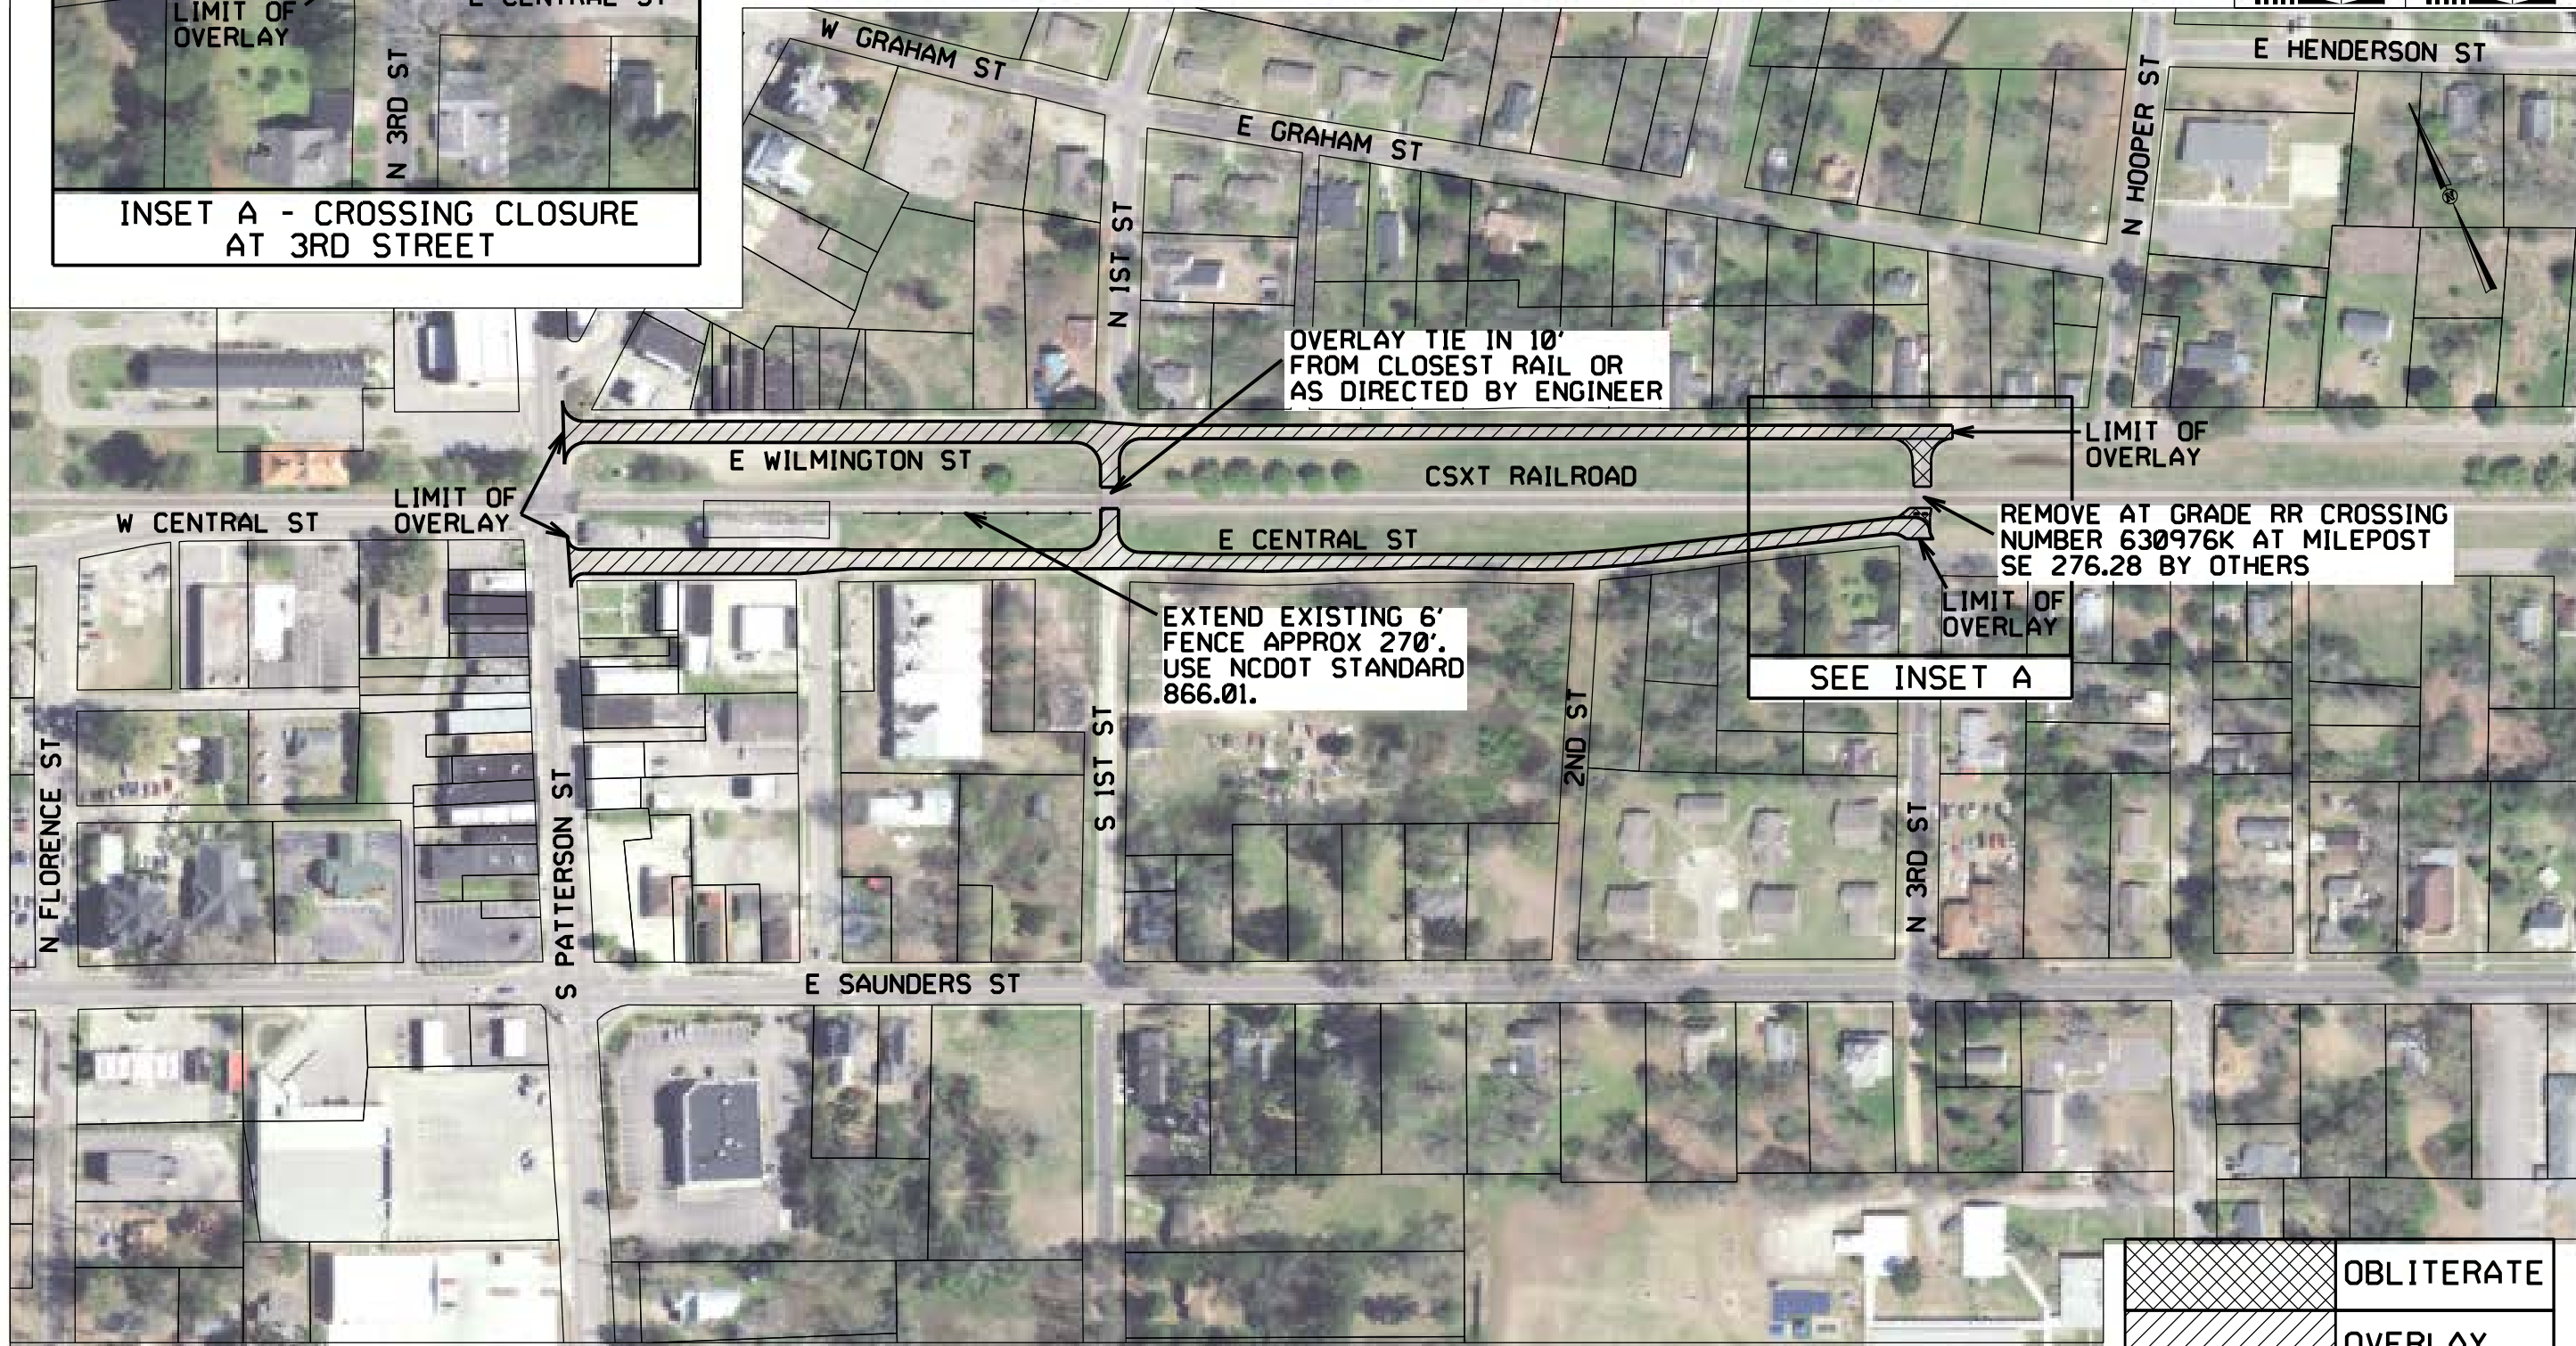 LIMIT OF
OVERLAY
E CENTRAL ST
N 3RD ST
INSET A - CROSSING CLOSURE
AT 3RD STREET
W GRAHAM ST
E GRAHAM ST
N 1ST ST
N HOOPER ST
E HENDERSON ST
N
OVERLAY TIE IN 10'
FROM CLOSEST RAIL OR
AS DIRECTED BY ENGINEER
E WILMINGTON ST
CSXT RAILROAD
LIMIT OF
OVERLAY
LIMIT OF
OVERLAY
W CENTRAL ST
E CENTRAL ST
REMOVE AT GRADE RR CROSSING
NUMBER 630976K AT MILEPOST
SE 276.28 BY OTHERS
LIMIT OF
OVERLAY
EXTEND EXISTING 6'
FENCE APPROX 270'.
USE NCDOT STANDARD
866.01.
SEE INSET A
N FLORENCE ST
S PATTERSON ST
S 1ST ST
2ND ST
N 3RD ST
E SAUNDERS ST
OBLITERATE
OVERLAY